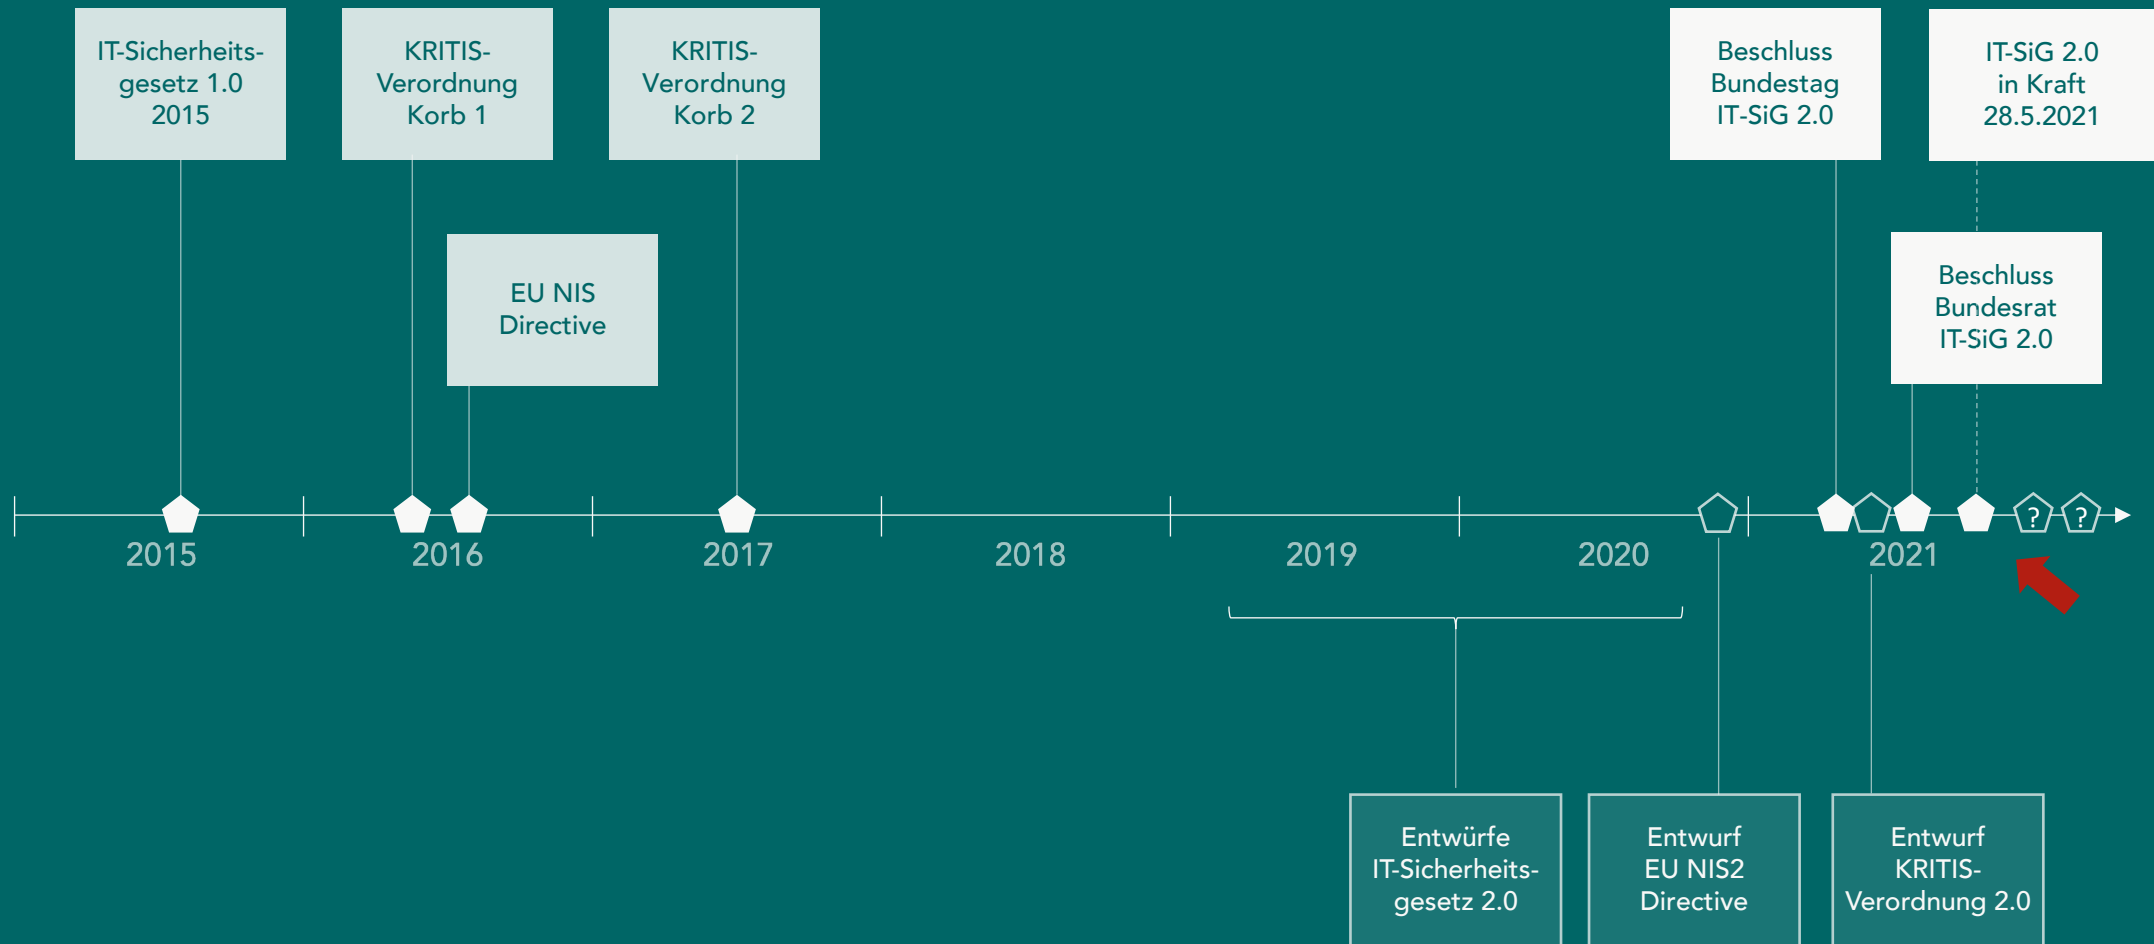 IT-Sicherheits-
gesetz 1.0
2015
KRITIS-
Verordnung
Korb 1
KRITIS-
Verordnung
Korb 2
Beschluss
Bundestag
IT-SiG 2.0
IT-SiG 2.0
in Kraft
28.5.2021
EU NIS
Directive
Beschluss
Bundesrat
IT-SiG 2.0
?
?
2015
2016
2017
2018
2019
2020
2021
Entwürfe
IT-Sicherheits-
gesetz 2.0
Entwurf
EU NIS2
Directive
Entwurf
KRITIS-
Verordnung 2.0